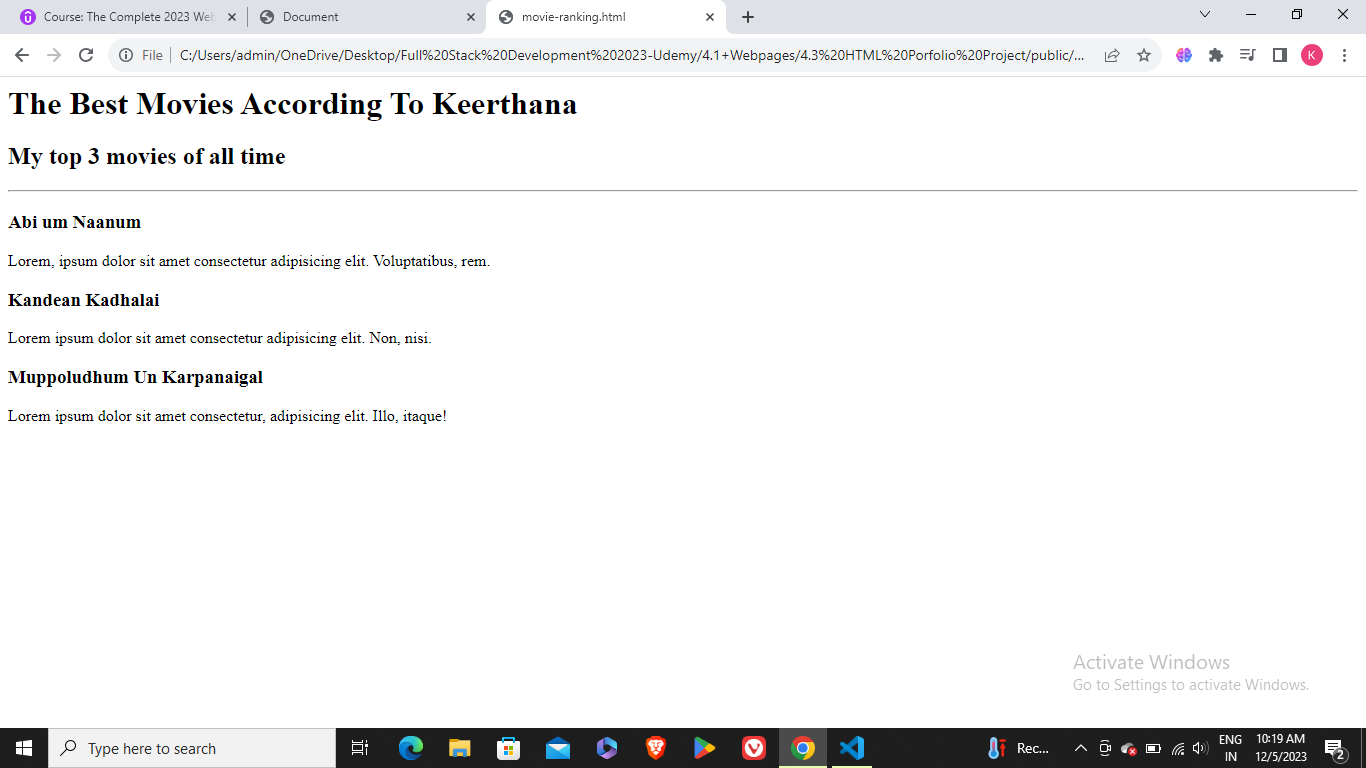 Course: The Complete 2023 Web
Document
movie-ranking.html
File
C:/Users/admin/OneDrive/Desktop/Full%20Stack%20Development%202023-Udemy/4.1+Webpages/4.3%20HTML%20Porfolio%20Project/public/...
K
The Best Movies According To Keerthana
My top 3 movies of all time
Abi um Naanum
Lorem, ipsum dolor sit amet consectetur adipisicing elit. Voluptatibus, rem.
Kandean Kadhalai
Lorem ipsum dolor sit amet consectetur adipisicing elit. Non, nisi.
Muppoludhum Un Karpanaigal
Lorem ipsum dolor sit amet consectetur, adipisicing elit. Illo, itaque!
Activate Windows
Go to Settings to activate Windows.
Type here to search
Rec...
ENG
IN
10:19 AM
12/5/2023
2